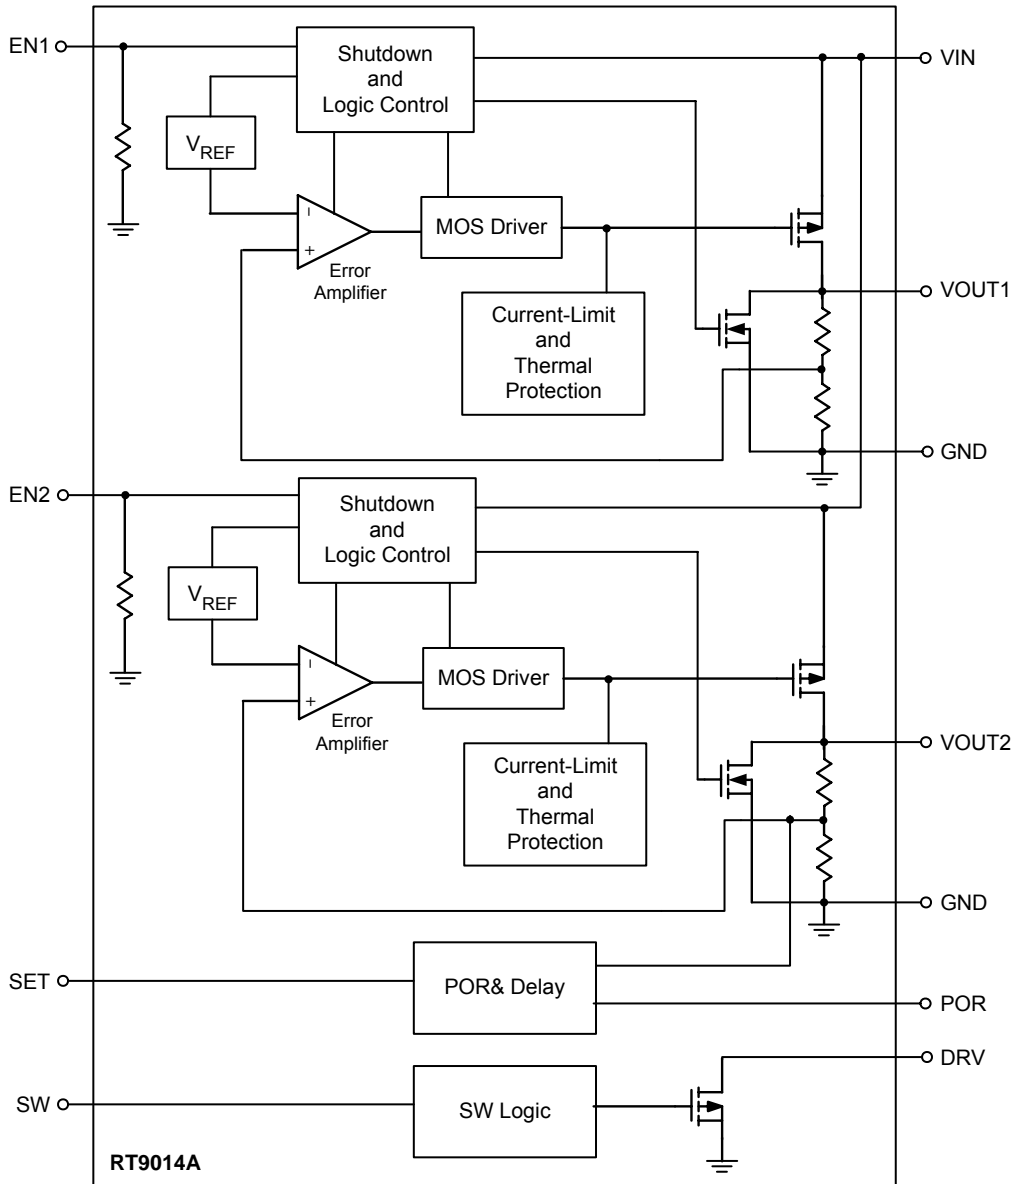 EN1
Shutdown
and
Logic Control
VIN
VREF
MOS Driver
−
+
Error
Amplifier
VOUT1
Current-Limit
and
Thermal
Protection
GND
EN2
Shutdown
and
Logic Control
VREF
MOS Driver
−
+
Error
Amplifier
VOUT2
Current-Limit
and
Thermal
Protection
GND
SET
POR& Delay
POR
DRV
SW
SW Logic
RT9014A